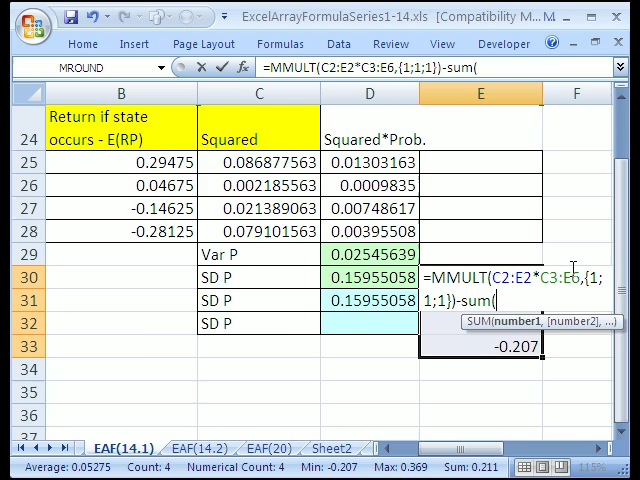 ExcelArrayFormulaSeries1-14.xls [Compatibility M...
Home Insert Page Layout Formulas Data Review View Developer
MROUND =MMULT(C2:E2*C3:E6,{1;1;1})-sum(
B C D E F
24 Return if state
occurs - E(RP) Squared Squared*Prob.
25 0.29475 0.086877563 0.01303163
26 0.04675 0.002185563 0.0009835
27 -0.14625 0.021389063 0.00748617
28 -0.28125 0.079101563 0.00395508
29 Var P 0.02545639
30 SD P 0.15955058 =MMULT(C2:E2*C3:E6,{1;
31 SD P 0.15955058 1;1})-sum(
32 SD P SUM(number1, [number2], ...)
33 -0.207
34
35
36
37
EAF(14.1) EAF(14.2) EAF(20) Sheet2
Average: 0.05275 Count: 4 Numerical Count: 4 Min: -0.207 Max: 0.369 Sum: 0.211 115%